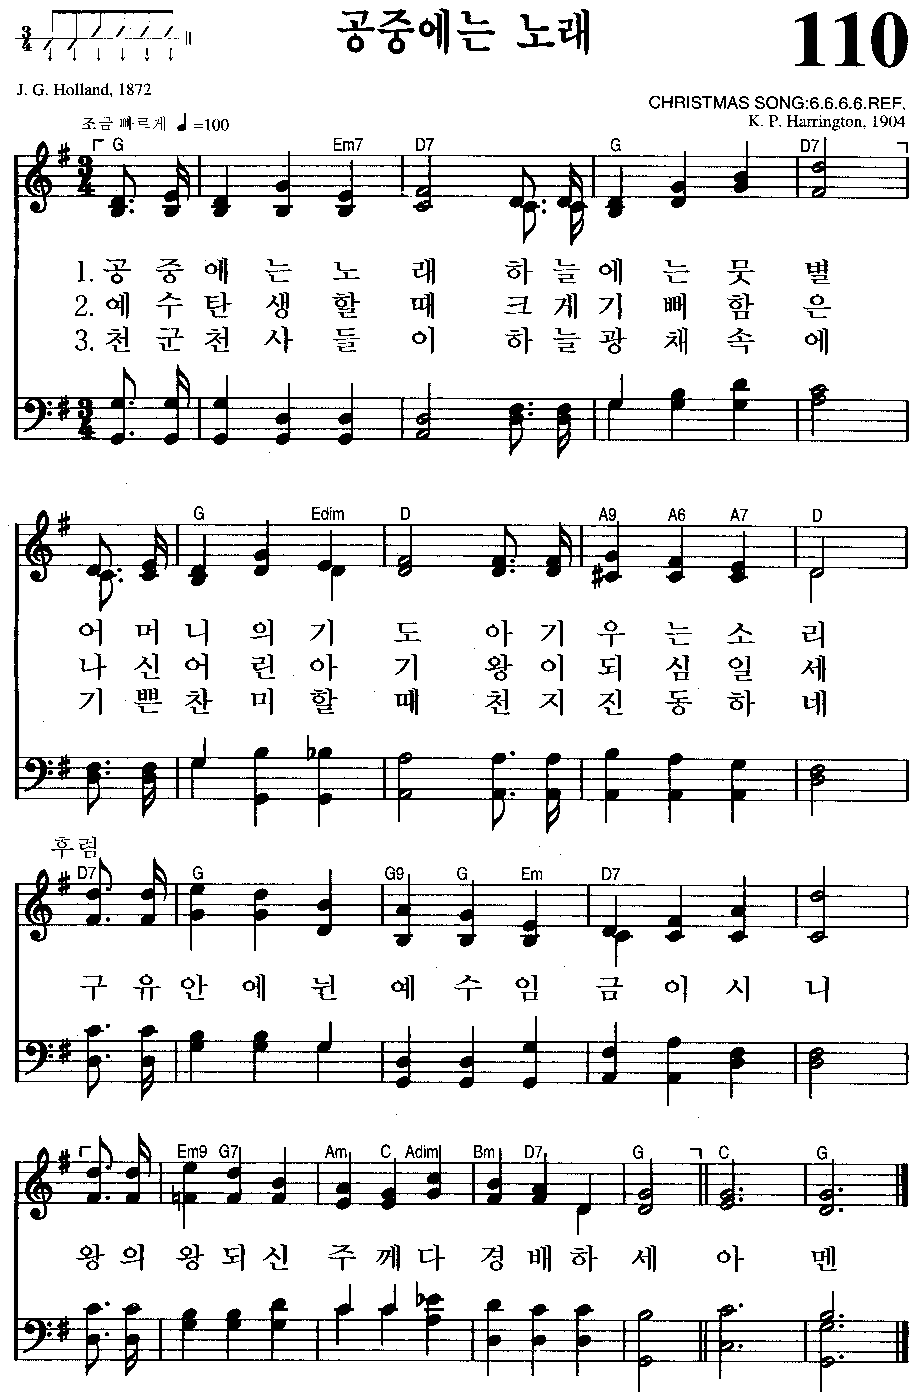 공중에는 노래
110
3/4
J. G. Holland, 1872
CHRISTMAS SONG:6.6.6.6.REF.
K. P. Harrington, 1904
조금 빠르게 ♩=100
G Em7 D7 G D7
1. 공 중 에 는 노 래 하 늘 에 는 뭇 별
2. 예 수 탄 생 할 때 크 게 기 뻐 함 은
3. 천 군 천 사 들 이 하 늘 광 채 속 에
G Edim D A9 A6 A7 D
어 머 니 의 기 도 아 기 우 는 소 리
나 신 어 린 아 기 왕 이 되 심 일 세
기 쁜 찬 미 할 때 천 지 진 동 하 네
후렴
D7 G G9 G Em D7
구 유 안 에 뉜 예 수 임 금 이 시 니
Em9 G7 Am C Adim Bm D7 G C G
왕 의 왕 되 신 주 께 다 경 배 하 세 아 멘